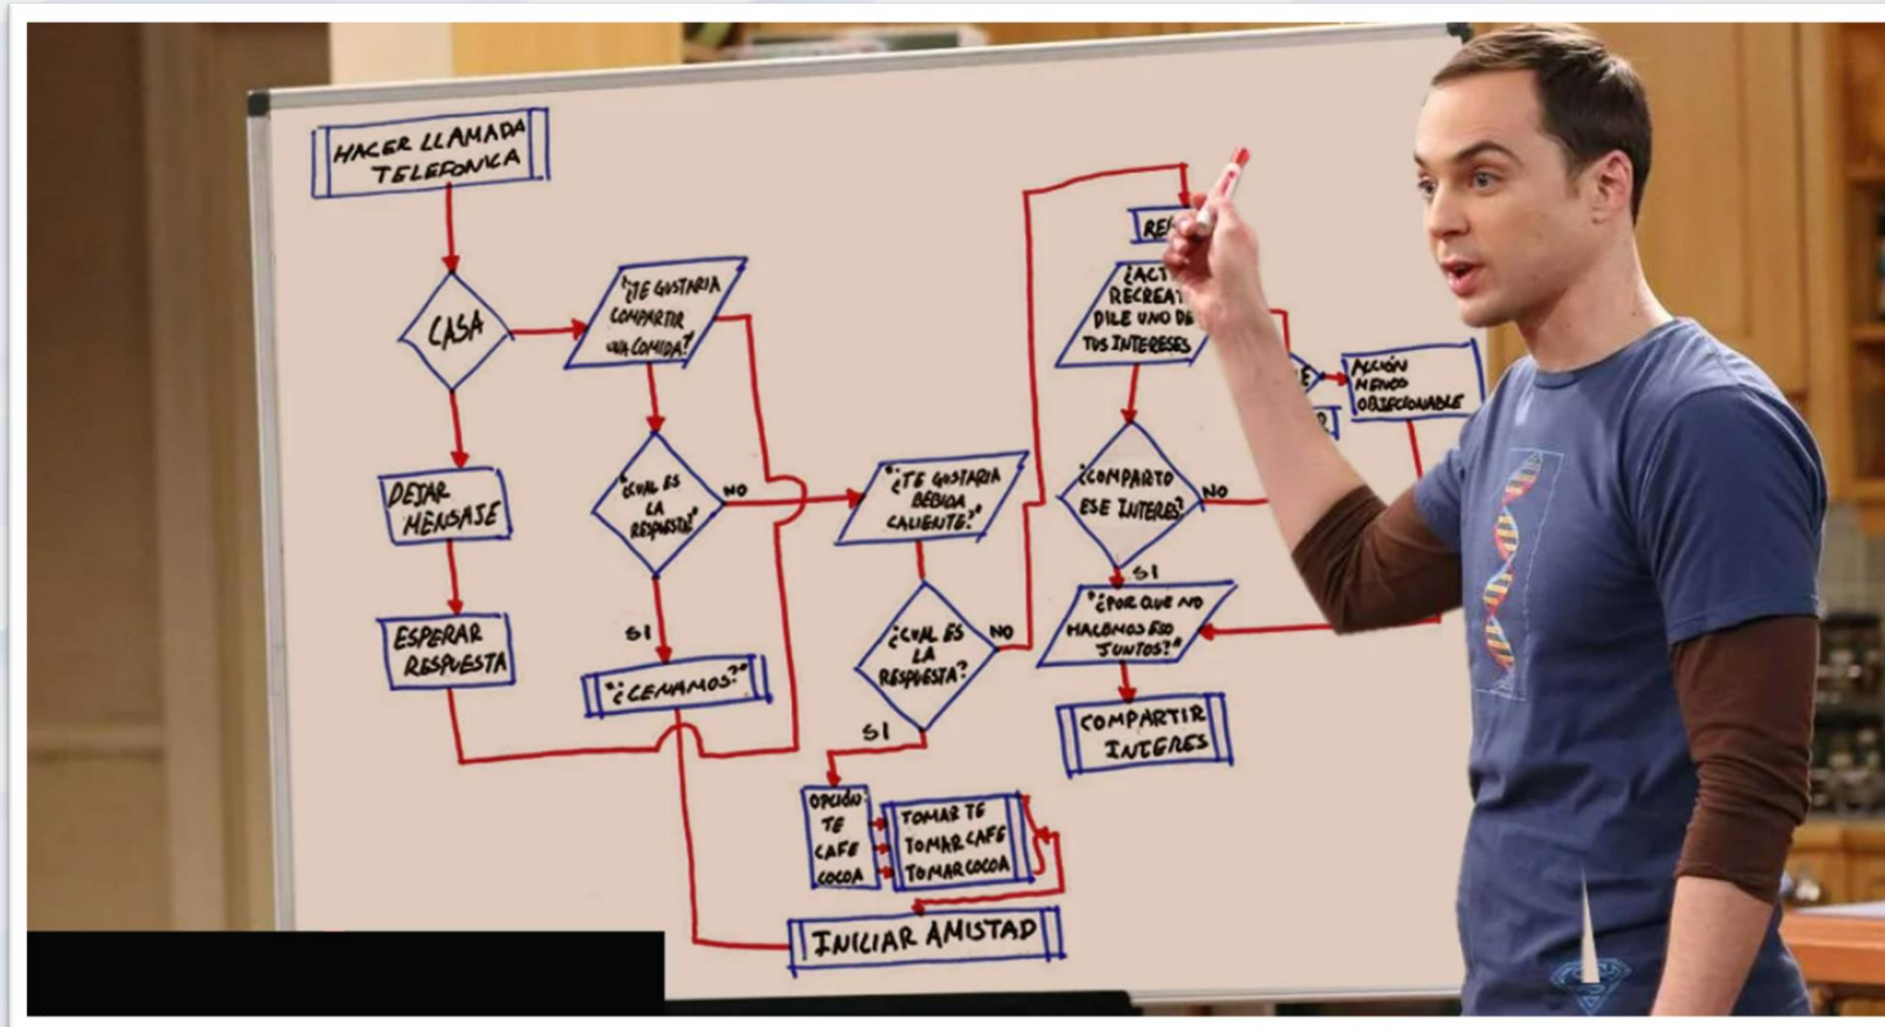 HACER LLAMADA
TELEFONICA
CASA
DEJAR
MENSAJE
ESPERAR
RESPUESTA
"¿TE GUSTARIA
COMPARTIR
UNA COMIDA?"
"¿CUAL ES
LA
RESPUESTA?"
NO
SI
"¿CENAMOS?"
"¿TE GUSTARIA
BEBIDA
CALIENTE?"
¿CUAL ES
LA
RESPUESTA?
NO
SI
OPCIÓN:
TE
CAFE
COCOA
TOMAR TE
TOMAR CAFE
TOMAR COCOA
INICIAR AMISTAD
RECREAT
DILE UNO DE
TUS INTERESES
¿COMPARTO
ESE INTERES?
NO
SI
"¿POR QUE NO
HACEMOS ESO
JUNTOS?"
COMPARTIR
INTERES
ACCIÓN
MENOS
OBJECIONABLE